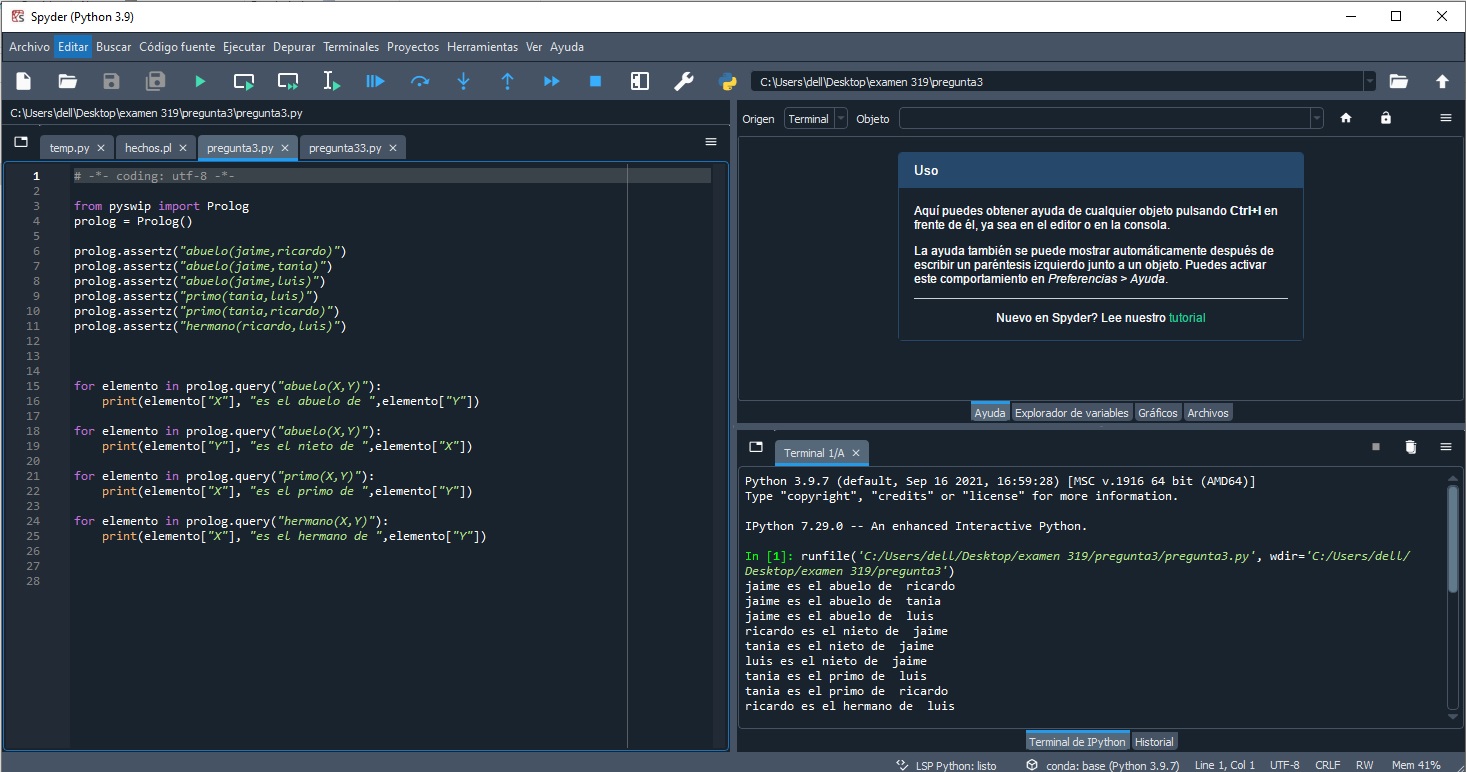 Spyder (Python 3.9)
Archivo Editar Buscar Código fuente Ejecutar Depurar Terminales Proyectos Herramientas Ver Ayuda
C:\Users\dell\Desktop\examen 319\pregunta3
C:\Users\dell\Desktop\examen 319\pregunta3\pregunta3.py
temp.py hechos.pl pregunta3.py pregunta33.py
1 # -*- coding: utf-8 -*-
2
3 from pyswip import Prolog
4 prolog = Prolog()
5
6 prolog.assertz("abuelo(jaime,ricardo)")
7 prolog.assertz("abuelo(jaime,tania)")
8 prolog.assertz("abuelo(jaime,luis)")
9 prolog.assertz("primo(tania,luis)")
10 prolog.assertz("primo(tania,ricardo)")
11 prolog.assertz("hermano(ricardo,luis)")
12
13
14
15 for elemento in prolog.query("abuelo(X,Y)"):
16     print(elemento["X"], "es el abuelo de ",elemento["Y"])
17
18 for elemento in prolog.query("abuelo(X,Y)"):
19     print(elemento["Y"], "es el nieto de ",elemento["X"])
20
21 for elemento in prolog.query("primo(X,Y)"):
22     print(elemento["X"], "es el primo de ",elemento["Y"])
23
24 for elemento in prolog.query("hermano(X,Y)"):
25     print(elemento["X"], "es el hermano de ",elemento["Y"])
26
27
28
Origen Terminal Objeto
Uso
Aquí puedes obtener ayuda de cualquier objeto pulsando Ctrl+I en
frente de él, ya sea en el editor o en la consola.
La ayuda también se puede mostrar automáticamente después de
escribir un paréntesis izquierdo junto a un objeto. Puedes activar
este comportamiento en Preferencias > Ayuda.
Nuevo en Spyder? Lee nuestro tutorial
Ayuda Explorador de variables Gráficos Archivos
Terminal 1/A
Python 3.9.7 (default, Sep 16 2021, 16:59:28) [MSC v.1916 64 bit (AMD64)]
Type "copyright", "credits" or "license" for more information.
IPython 7.29.0 -- An enhanced Interactive Python.
In [1]: runfile('C:/Users/dell/Desktop/examen 319/pregunta3/pregunta3.py', wdir='C:/Users/dell/
Desktop/examen 319/pregunta3')
jaime es el abuelo de  ricardo
jaime es el abuelo de  tania
jaime es el abuelo de  luis
ricardo es el nieto de  jaime
tania es el nieto de  jaime
luis es el nieto de  jaime
tania es el primo de  luis
tania es el primo de  ricardo
ricardo es el hermano de  luis
Terminal de IPython Historial
LSP Python: listo conda: base (Python 3.9.7) Line 1, Col 1 UTF-8 CRLF RW Mem 41%